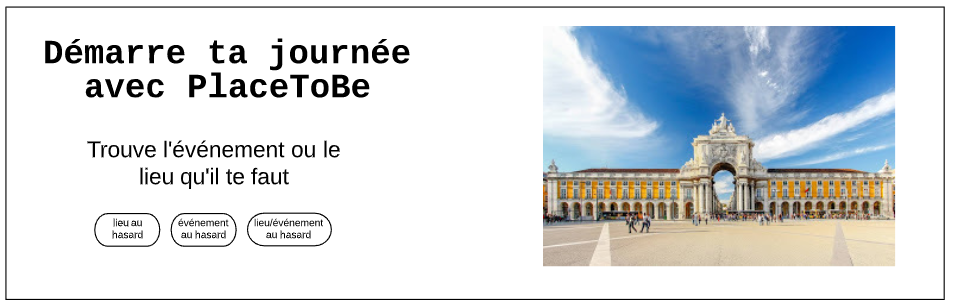 Démarre ta journée
avec PlaceToBe
Trouve l'événement ou le
lieu qu'il te faut
lieu au
hasard
événement
au hasard
lieu/événement
au hasard